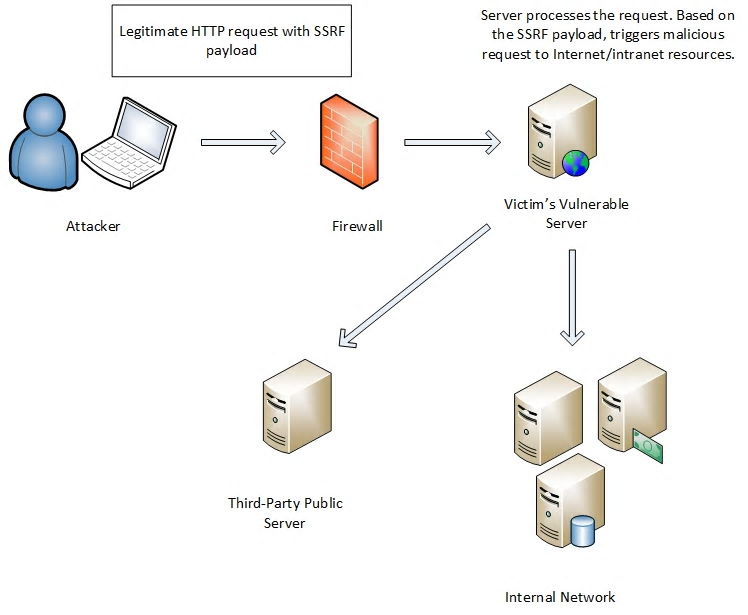 Legitimate HTTP request with SSRF
payload
Server processes the request. Based on
the SSRF payload, triggers malicious
request to Internet/intranet resources.
Attacker
Firewall
Victim’s Vulnerable
Server
Third-Party Public
Server
Internal Network